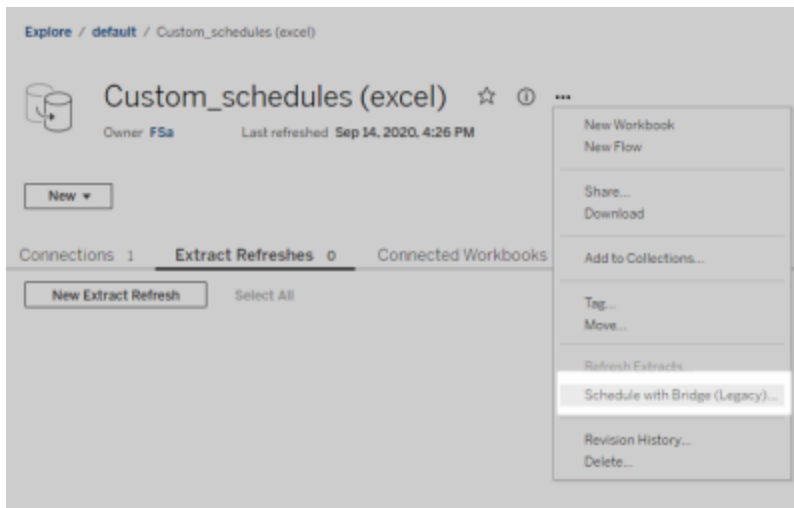 Explore / default / Custom_schedules (excel)
Custom_schedules (excel)
Owner FSa Last refreshed Sep 14, 2020, 4:26 PM
New
Connections 1 Extract Refreshes 0 Connected Workbooks
New Extract Refresh Select All
New Workbook
New Flow
Share...
Download
Add to Collections...
Tag...
Move...
Refresh Extracts...
Schedule with Bridge (Legacy)...
Revision History...
Delete...